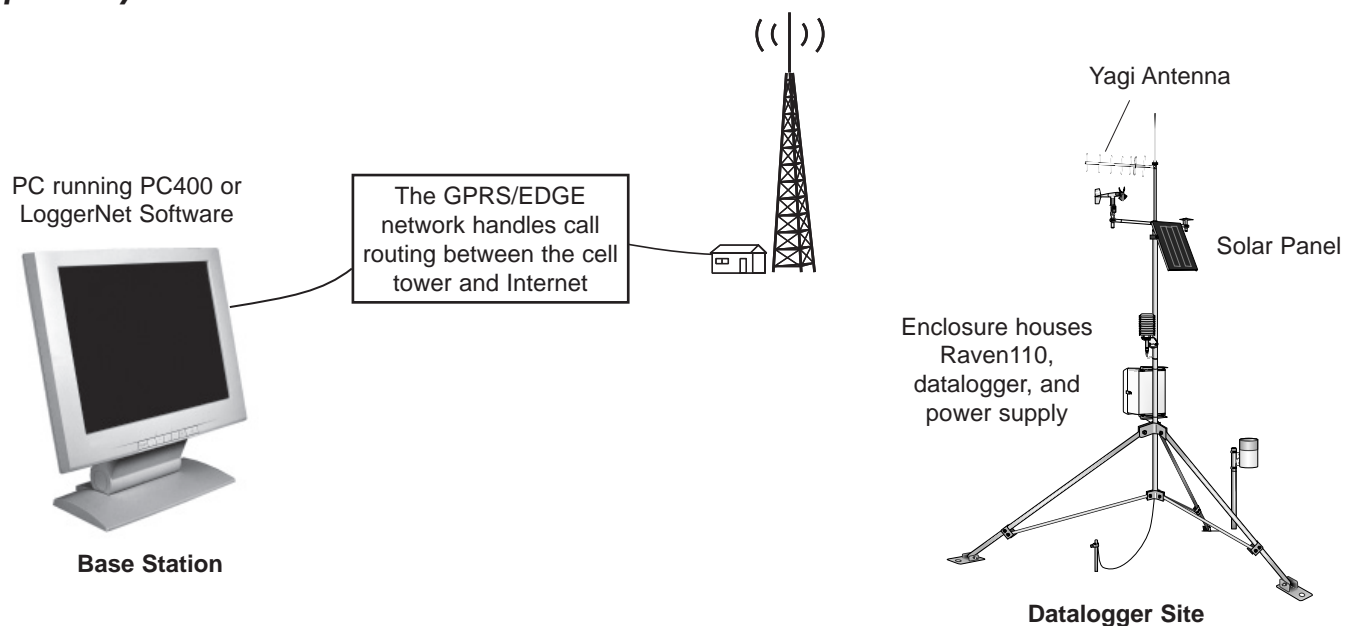 PC running PC400 or
LoggerNet Software
Base Station
The GPRS/EDGE
network handles call
routing between the cell
tower and Internet
Yagi Antenna
Solar Panel
Enclosure houses
Raven110,
datalogger, and
power supply
Datalogger Site